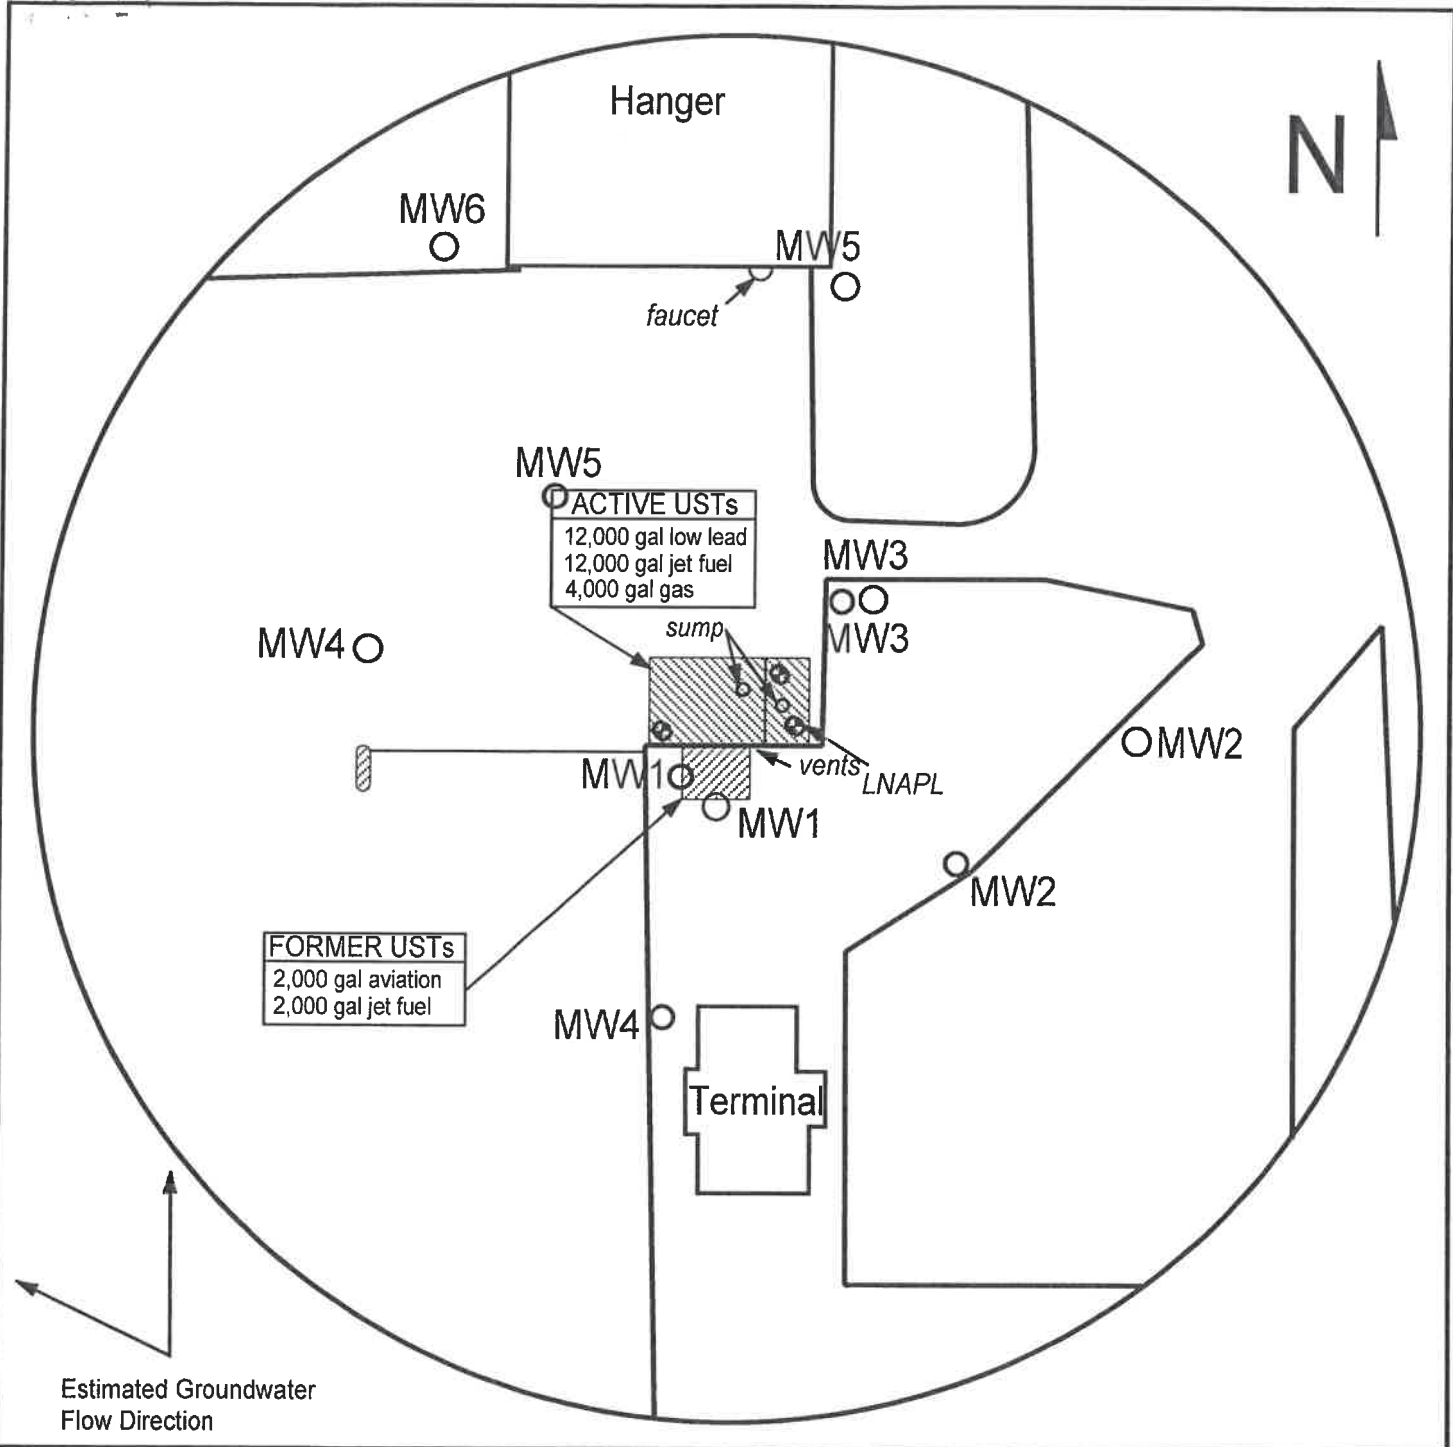 Hanger
N
MW6
MW5
faucet
MW5
ACTIVE USTs
12,000 gal low lead
12,000 gal jet fuel
4,000 gal gas
MW3
MW3
sump
MW4
MW2
MW1
vents
LNAPL
MW1
MW2
FORMER USTs
2,000 gal aviation
2,000 gal jet fuel
MW4
Terminal
Estimated Groundwater
Flow Direction